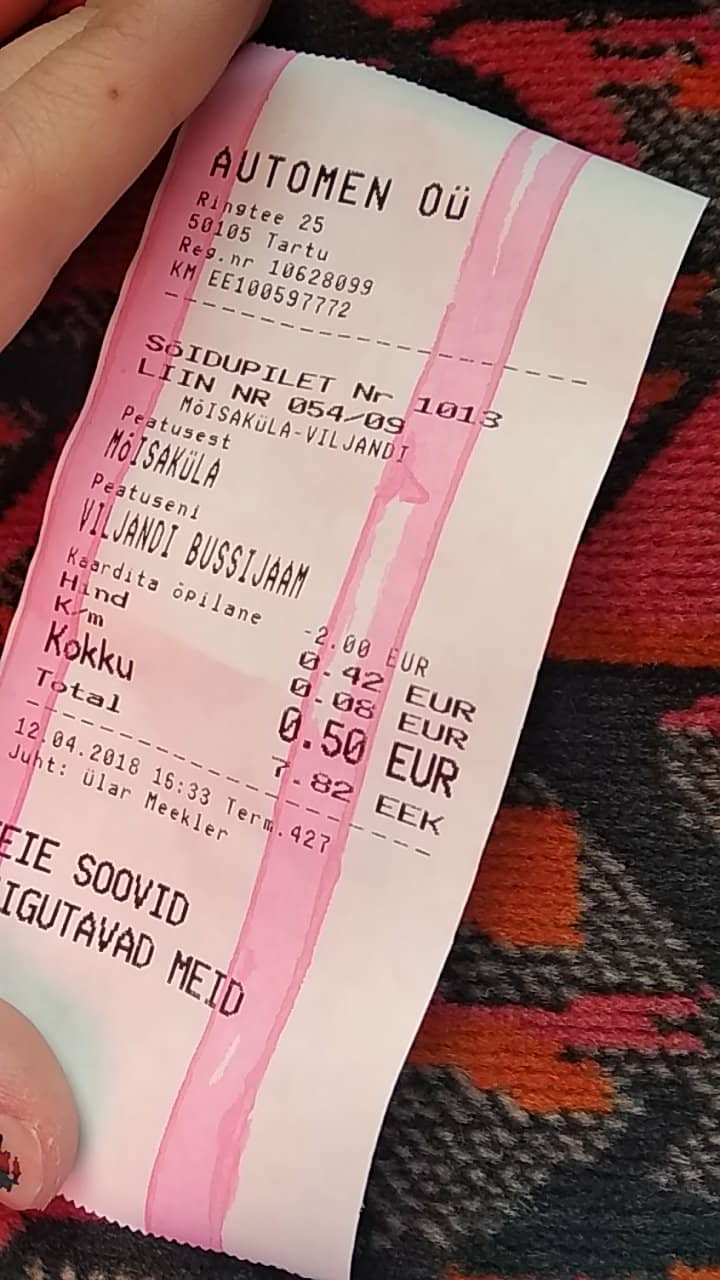 AUTOMEN OÜ
Ringtee 25
50105 Tartu
Reg.nr 10628099
KM EE100597772
SõIDUPILET Nr 1013
LIIN NR 054/09
MõISAKüLA-VILJANDI
Peatusest
MõISAKüLA
Peatuseni
VILJANDI BUSSIJAAM
Kaardita õpilane -2.00 EUR
Hind 0.42 EUR
K/m 0.08 EUR
Kokku 0.50 EUR
Total 7.82 EEK
12.04.2018 16:33 Term.427
Juht: ülar Meekler
EIE SOOVID
IGUTAVAD MEID